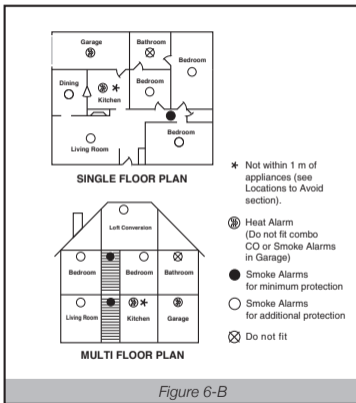 Garage
Bathroom
Bedroom
Dining
Kitchen
*
Bedroom
Living Room
Bedroom
SINGLE FLOOR PLAN
Loft Conversion
Bedroom
Bedroom
Bathroom
Living Room
Kitchen
*
Garage
MULTI FLOOR PLAN
* Not within 1 m of
appliances (see
Locations to Avoid
section).
Heat Alarm
(Do not fit combo
CO or Smoke Alarms
in Garage)
Smoke Alarms
for minimum protection
Smoke Alarms
for additional protection
Do not fit
Figure 6-B